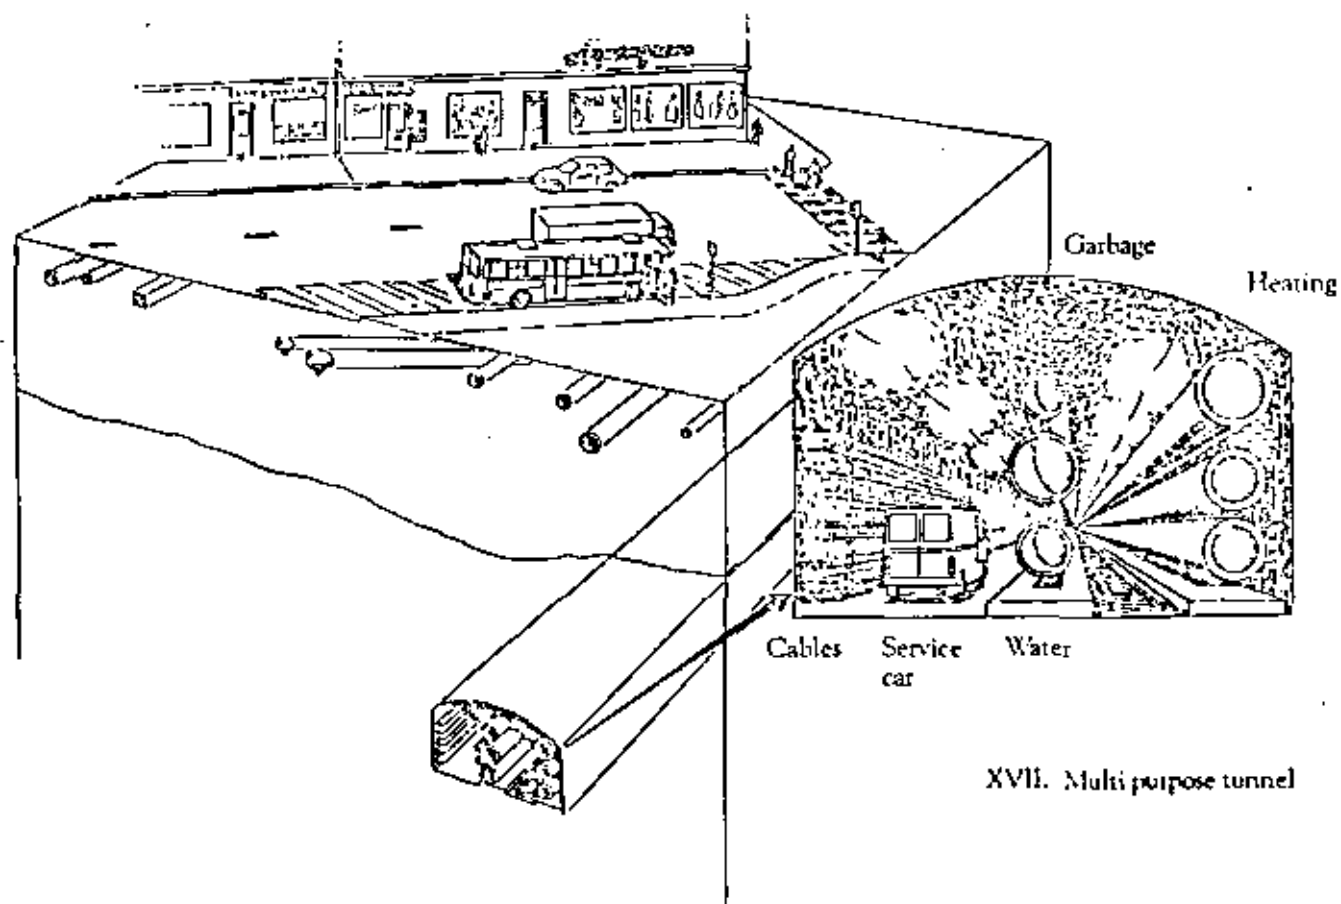 Garbage
Heating
Cables
Service
car
Water
XVII. Multi purpose tunnel